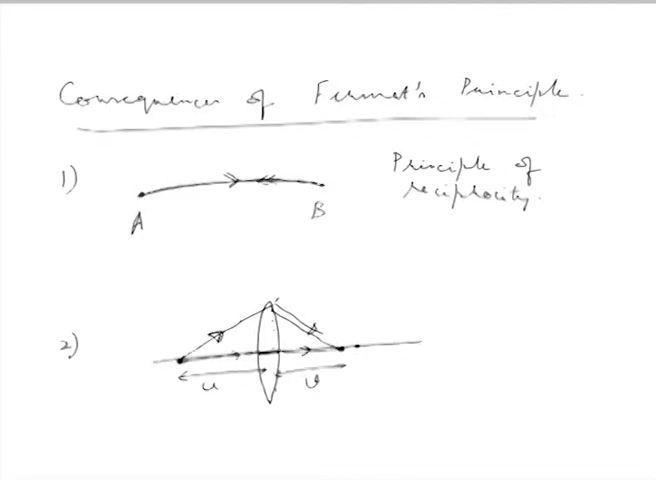 Consequences of Fermat's Principle.
1)
Principle of
reciprocity.
A
B
2)
u
v